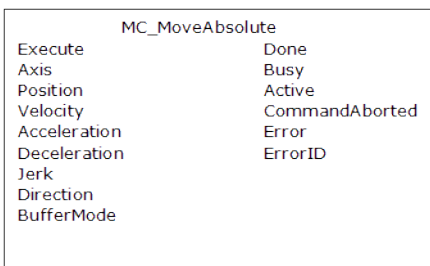 MC_MoveAbsolute
Execute Done
Axis Busy
Position Active
Velocity CommandAborted
Acceleration Error
Deceleration ErrorID
Jerk
Direction
BufferMode